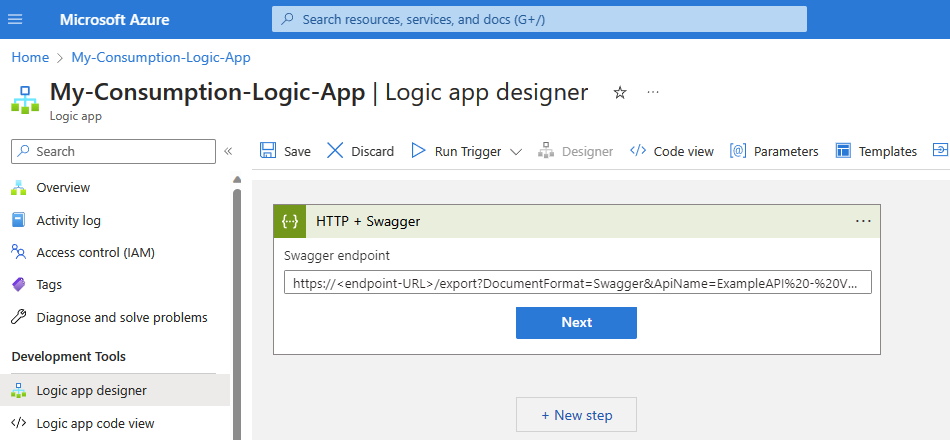 Microsoft Azure
Search resources, services, and docs (G+/)
Home > My-Consumption-Logic-App
My-Consumption-Logic-App | Logic app designer
Logic app
Search
Save Discard Run Trigger Designer Code view Parameters Templates
Overview
Activity log
Access control (IAM)
Tags
Diagnose and solve problems
Development Tools
Logic app designer
Logic app code view
HTTP + Swagger
Swagger endpoint
https://<endpoint-URL>/export?DocumentFormat=Swagger&ApiName=ExampleAPI%20-%20V...
Next
+ New step